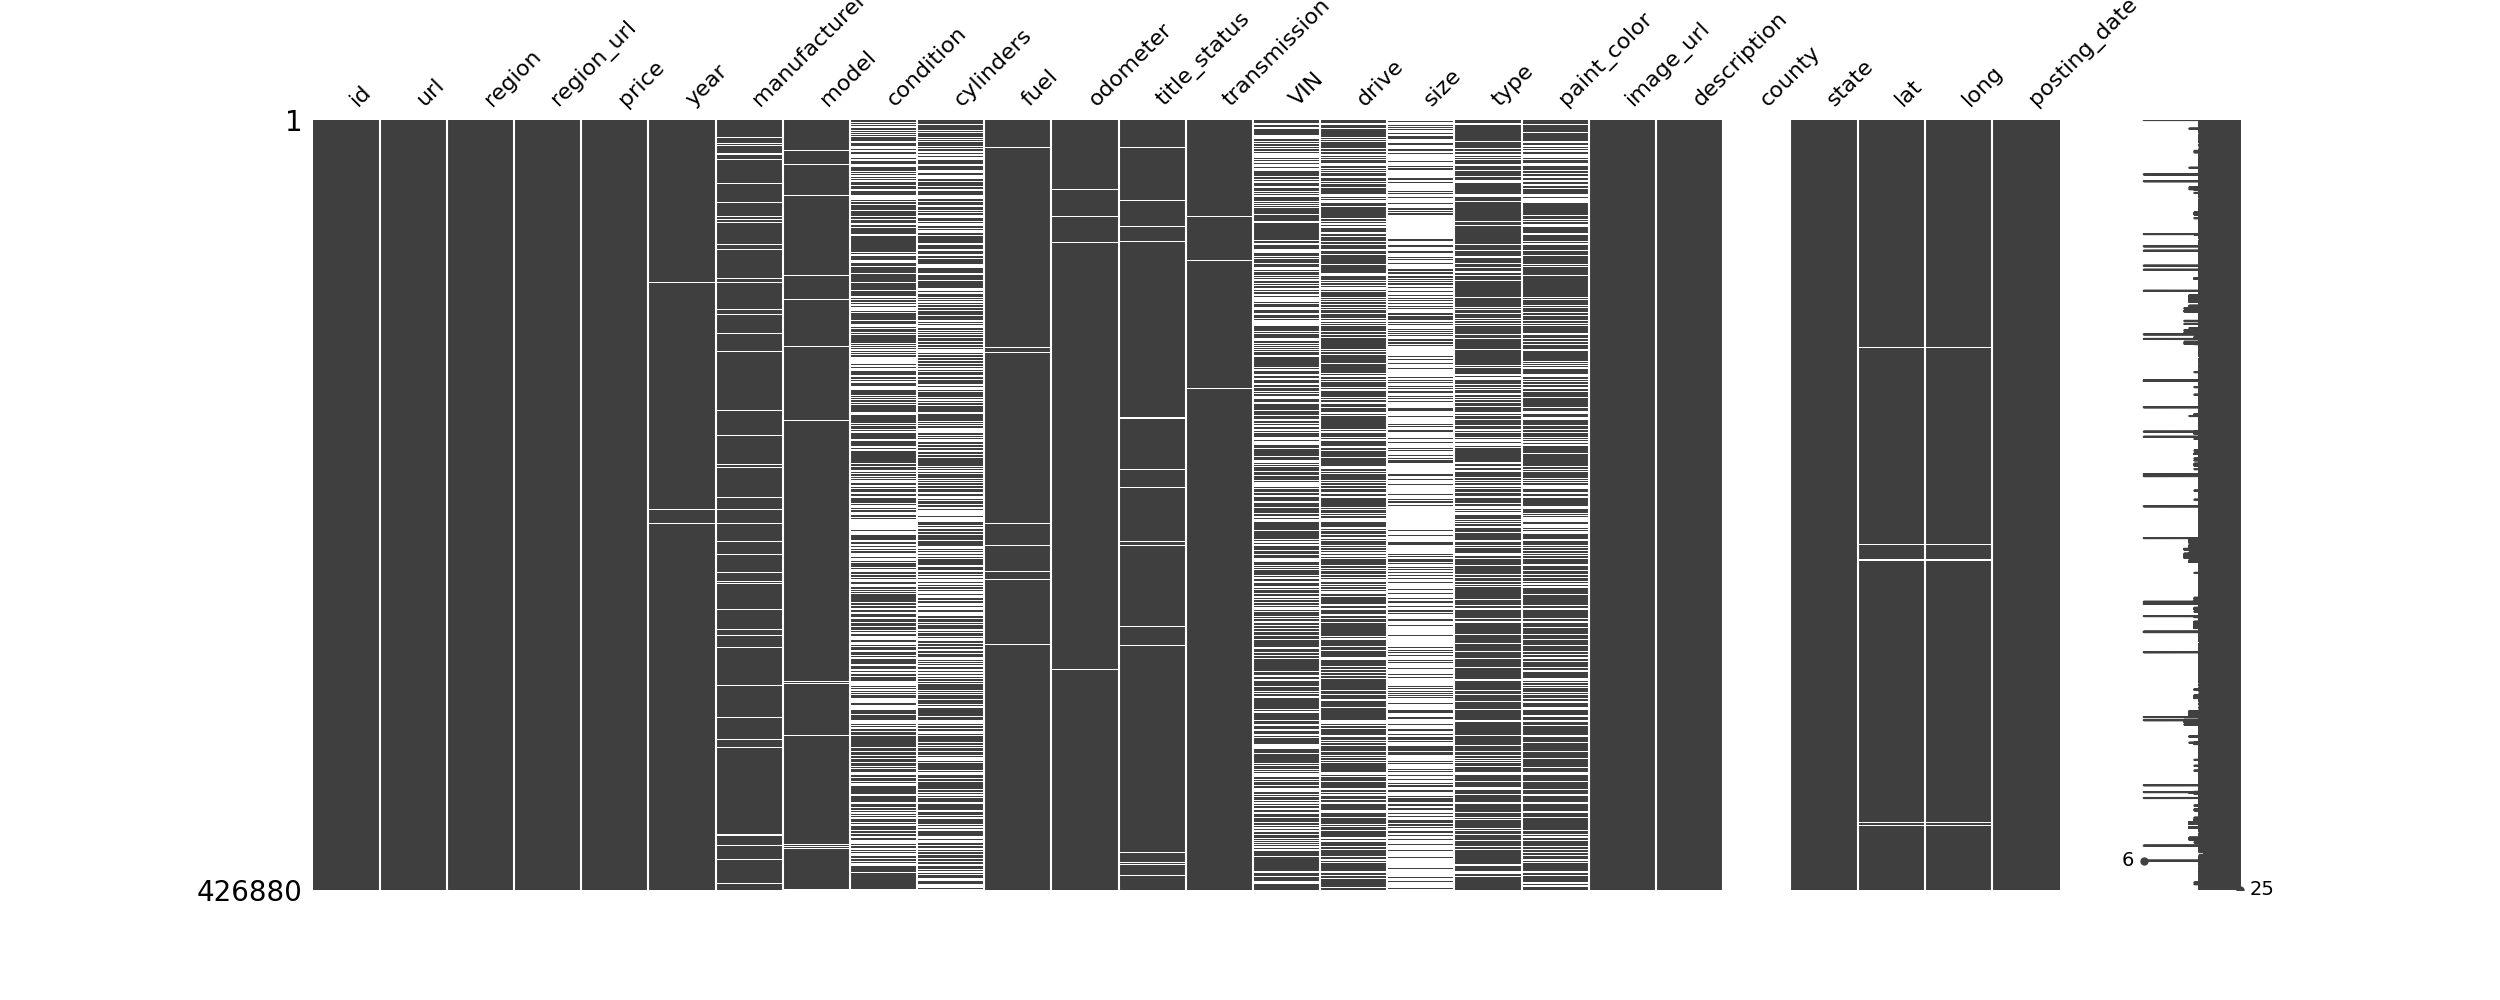 id
url
region
region_url
price
year
manufacturer
model
condition
cylinders
fuel
odometer
title_status
transmission
VIN
drive
size
type
paint_color
image_url
description
county
state
lat
long
posting_date
1
426880
6
25